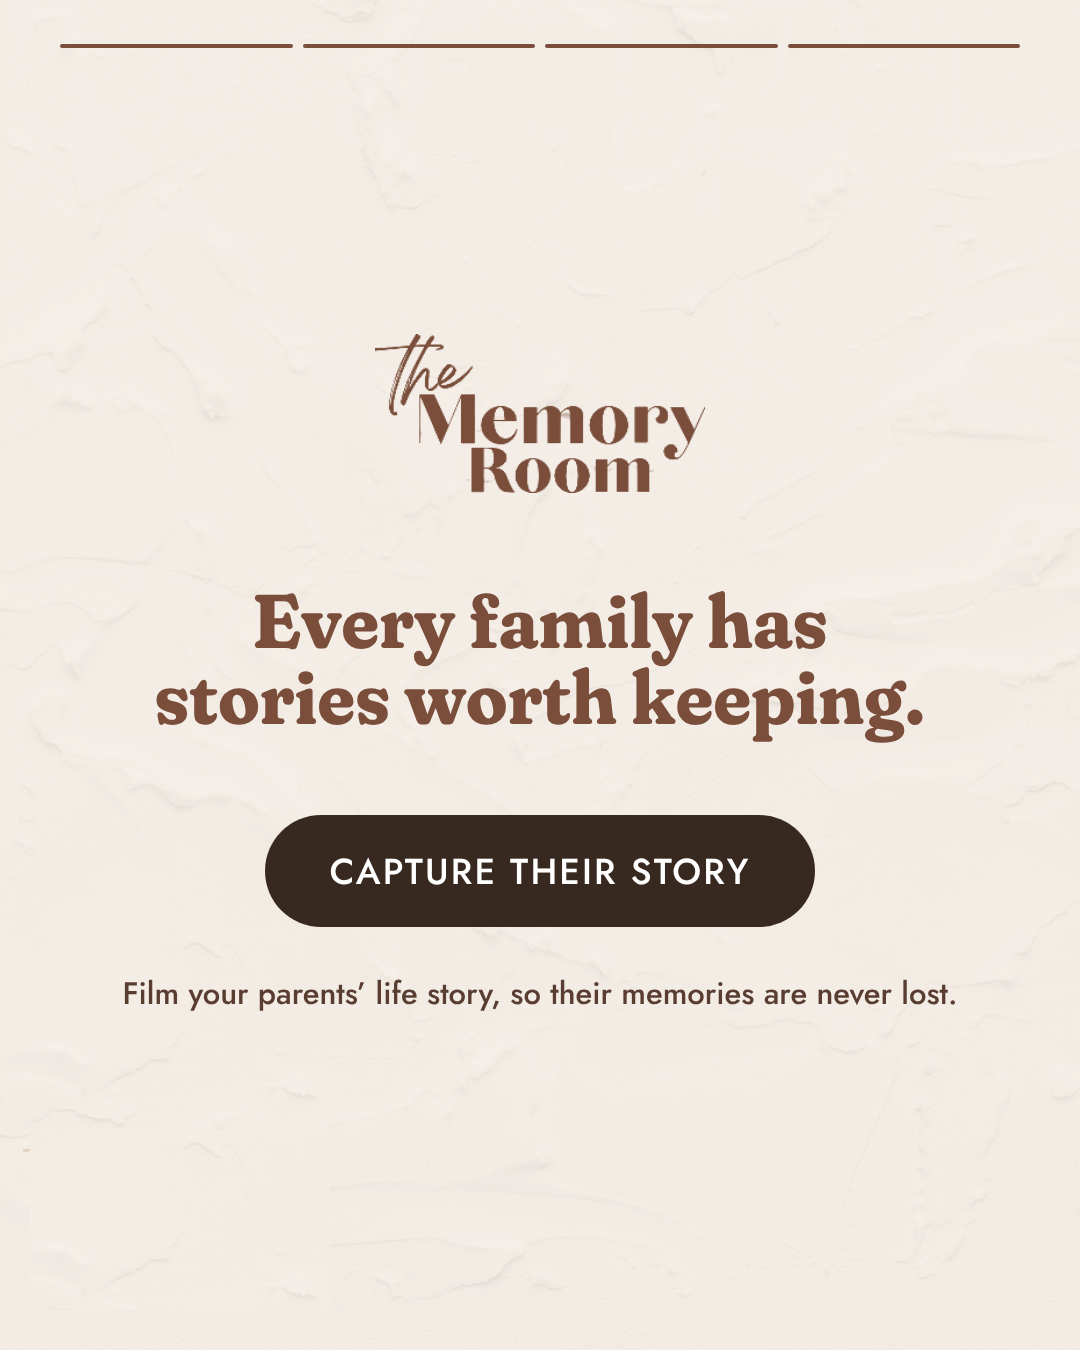 the
Memory
Room
Every family has
stories worth keeping.
CAPTURE THEIR STORY
Film your parents’ life story, so their memories are never lost.